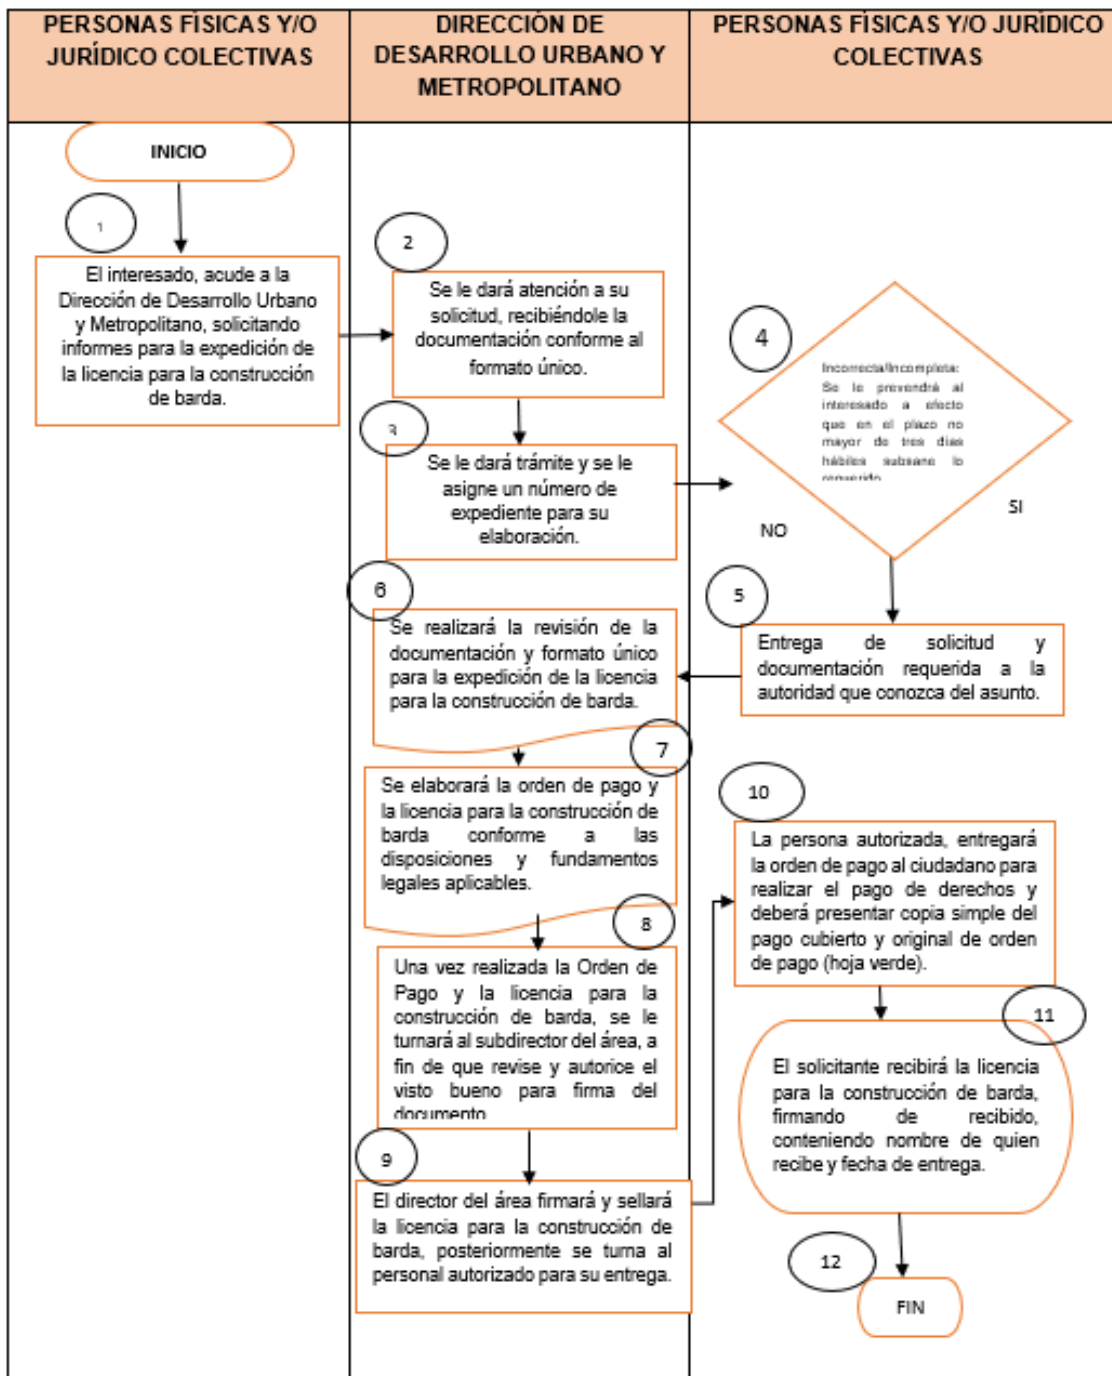 PERSONAS FÍSICAS Y/O
JURÍDICO COLECTIVAS
DIRECCIÓN DE
DESARROLLO URBANO Y
METROPOLITANO
PERSONAS FÍSICAS Y/O JURÍDICO
COLECTIVAS
INICIO
1
El interesado, acude a la
Dirección de Desarrollo Urbano
y Metropolitano, solicitando
informes para la expedición de
la licencia para la construcción
de barda.
2
Se le dará atención a su
solicitud, recibiéndole la
documentación conforme al
formato único.
3
Se le dará trámite y se le
asigne un número de
expediente para su
elaboración.
4
Incorrecta/Incompleta:
Se le prevendrá al
interesado a efecto
que en el plazo no
mayor de tres días
hábiles subsane lo
requerido
SI
NO
5
Entrega de solicitud y
documentación requerida a la
autoridad que conozca del asunto.
6
Se realizará la revisión de la
documentación y formato único
para la expedición de la licencia
para la construcción de barda.
7
Se elaborará la orden de pago y
la licencia para la construcción de
barda conforme a las
disposiciones y fundamentos
legales aplicables.
8
Una vez realizada la Orden de
Pago y la licencia para la
construcción de barda, se le
turnará al subdirector del área, a
fin de que revise y autorice el
visto bueno para firma del
documento
9
El director del área firmará y sellará
la licencia para la construcción de
barda, posteriormente se turna al
personal autorizado para su entrega.
10
La persona autorizada, entregará
la orden de pago al ciudadano para
realizar el pago de derechos y
deberá presentar copia simple del
pago cubierto y original de orden
de pago (hoja verde).
11
El solicitante recibirá la licencia
para la construcción de barda,
firmando de recibido,
conteniendo nombre de quien
recibe y fecha de entrega.
12
FIN